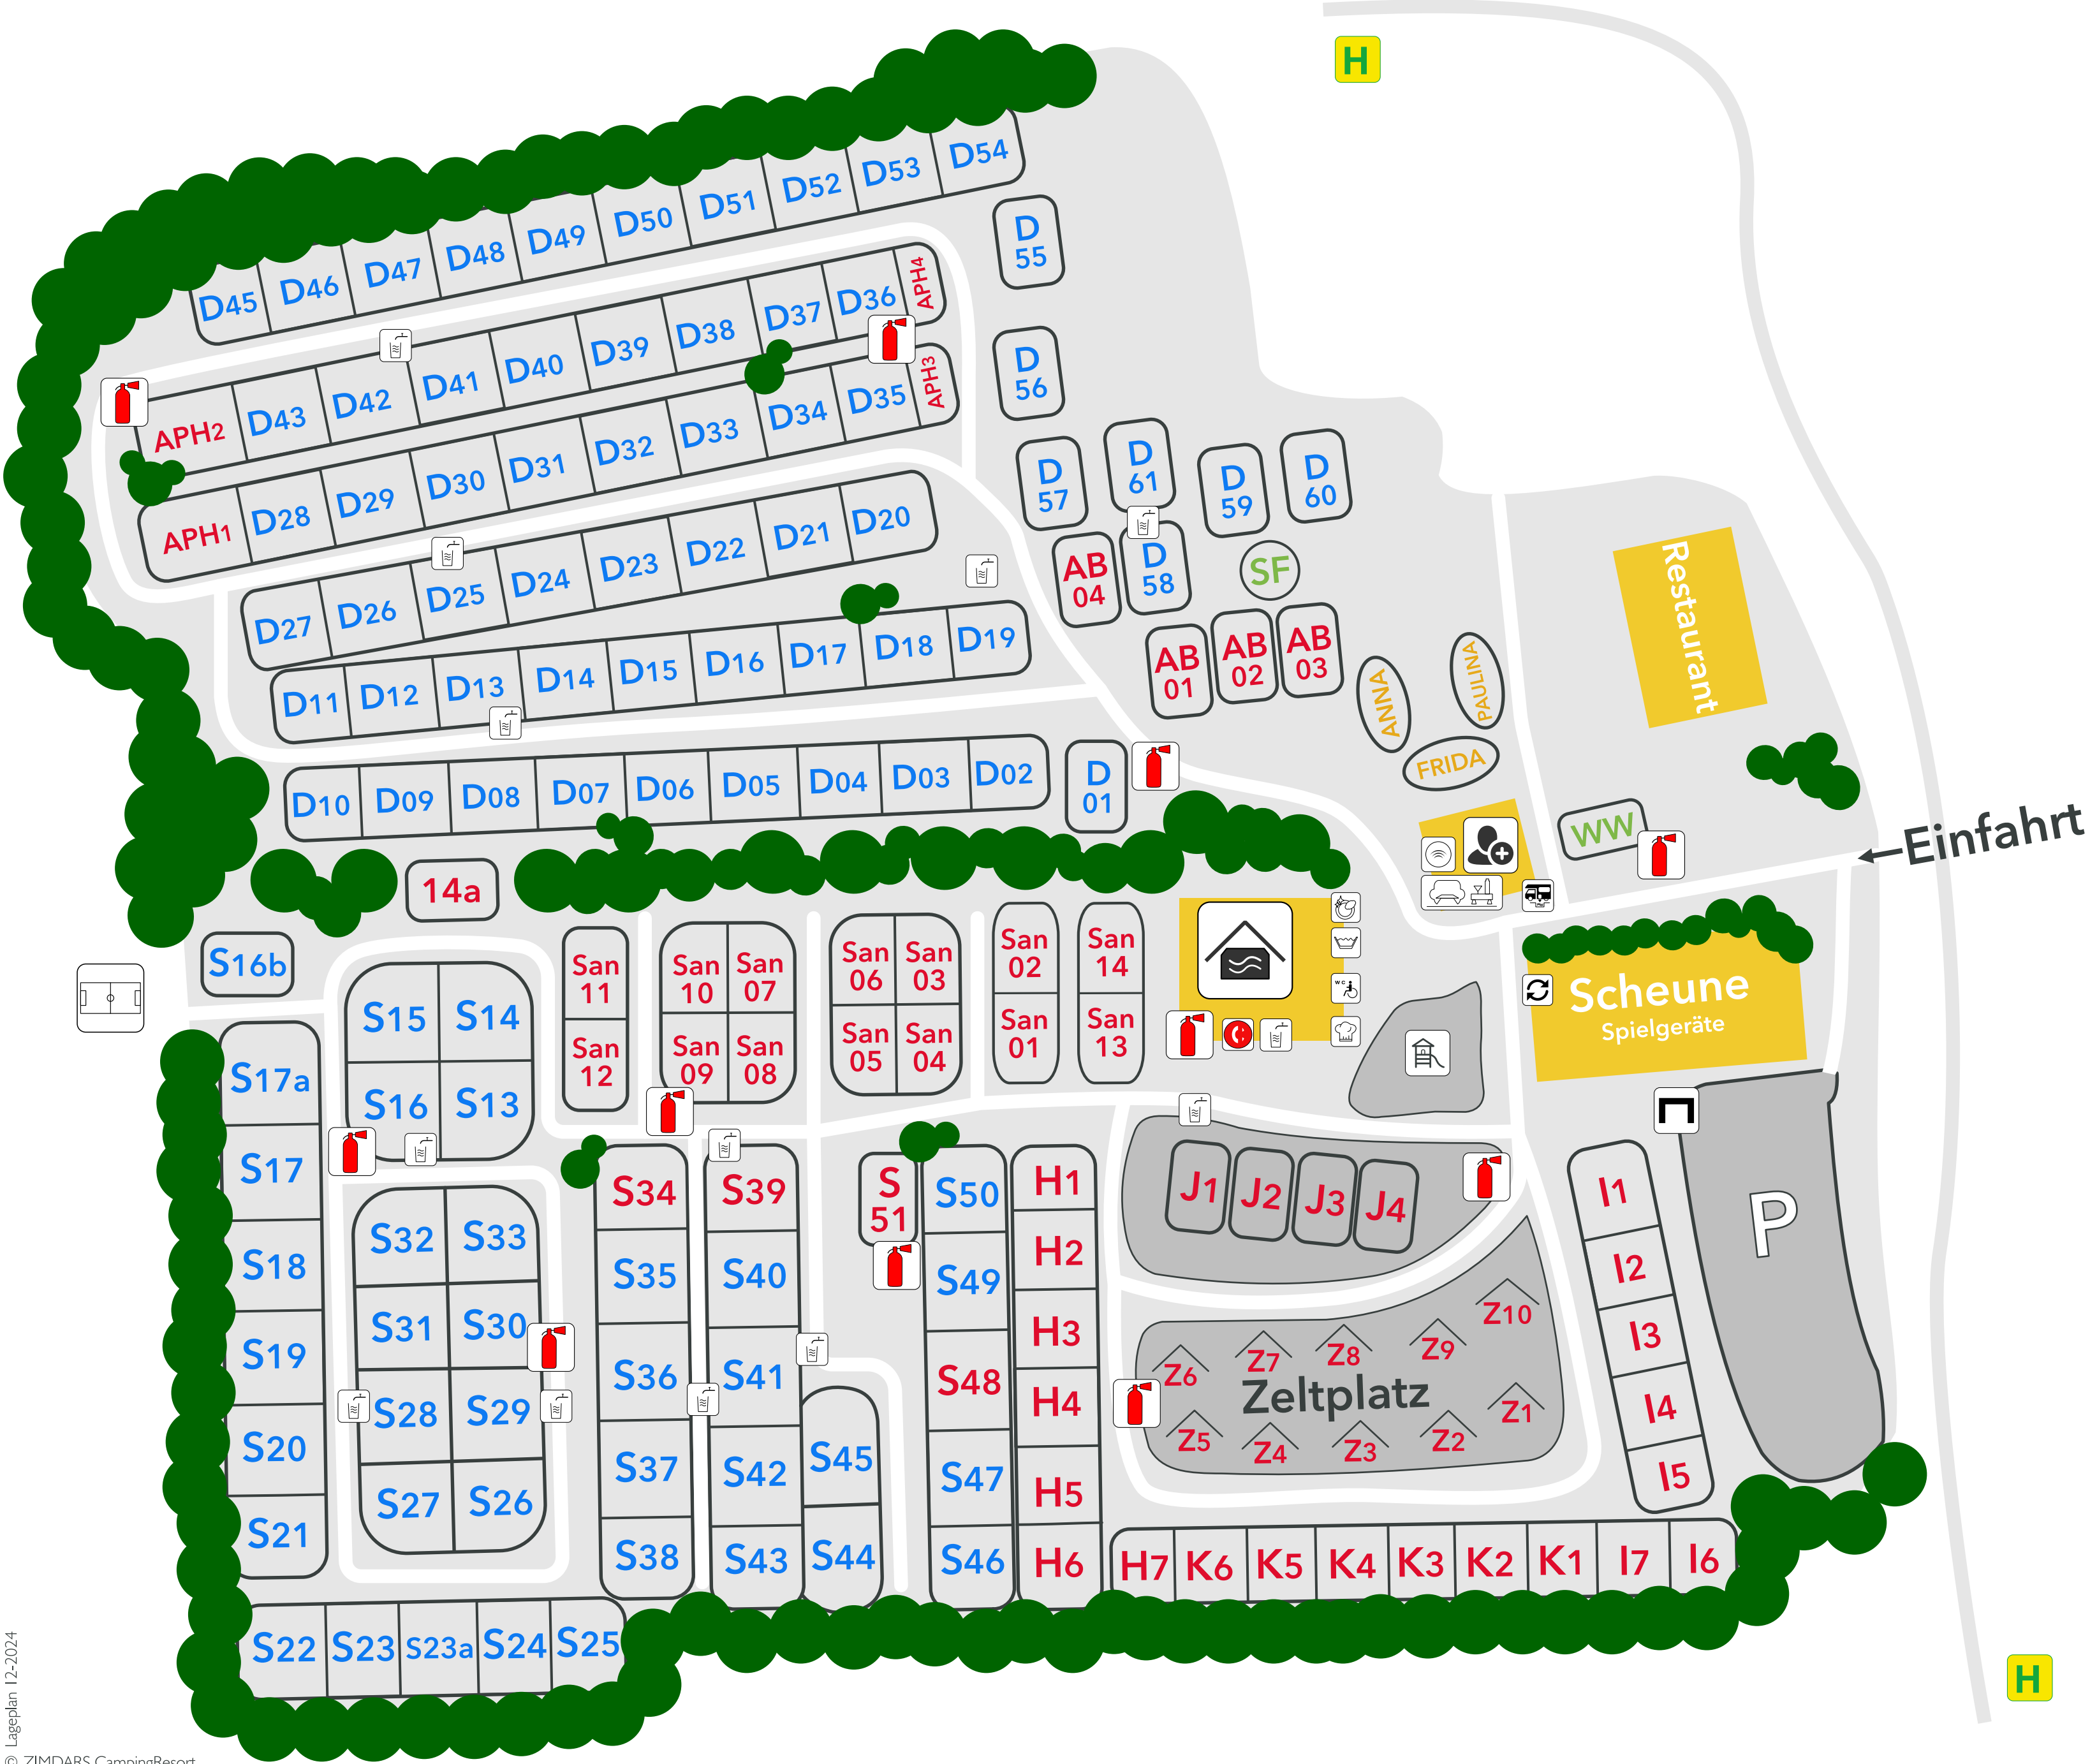 H
D45 D46 D47 D48 D49 D50 D51 D52 D53 D54
D
55
APH2 D43 D42 D41 D40 D39 D38 D37 D36 APH4
D
56
APH1 D28 D29 D30 D31 D32 D33 D34 D35 APH3
D
57
D
61
D
59
D
60
D27 D26 D25 D24 D23 D22 D21 D20
AB
04
D
58
SF
Restaurant
D11 D12 D13 D14 D15 D16 D17 D18 D19
AB
01
AB
02
AB
03
ANNA
PAULINA
FRIDA
D10 D09 D08 D07 D06 D05 D04 D03 D02
D
01
WW
Einfahrt
14a
S16b
San
11
San
12
San
10
San
07
San
09
San
08
San
06
San
03
San
05
San
04
San
02
San
01
San
14
San
13
WC
Scheune
Spielgeräte
S15 S14
S16 S13
S17a
S17
S18
S19
S20
S21
S32 S33
S31 S30
S28 S29
S27 S26
S34
S35
S36
S37
S38
S39
S40
S41
S42
S43
S45
S44
S
51
S50
S49
S48
S47
S46
H1
H2
H3
H4
H5
H6
J1 J2 J3 J4
I1
I2
I3
I4
I5
P
Z10
Z6 Z7 Z8 Z9
Zeltplatz
Z5 Z4 Z3 Z2 Z1
H7 K6 K5 K4 K3 K2 K1 I7 I6
S22 S23 S23a S24 S25
H
Lageplan 12-2024
© ZIMDARS CampingResort